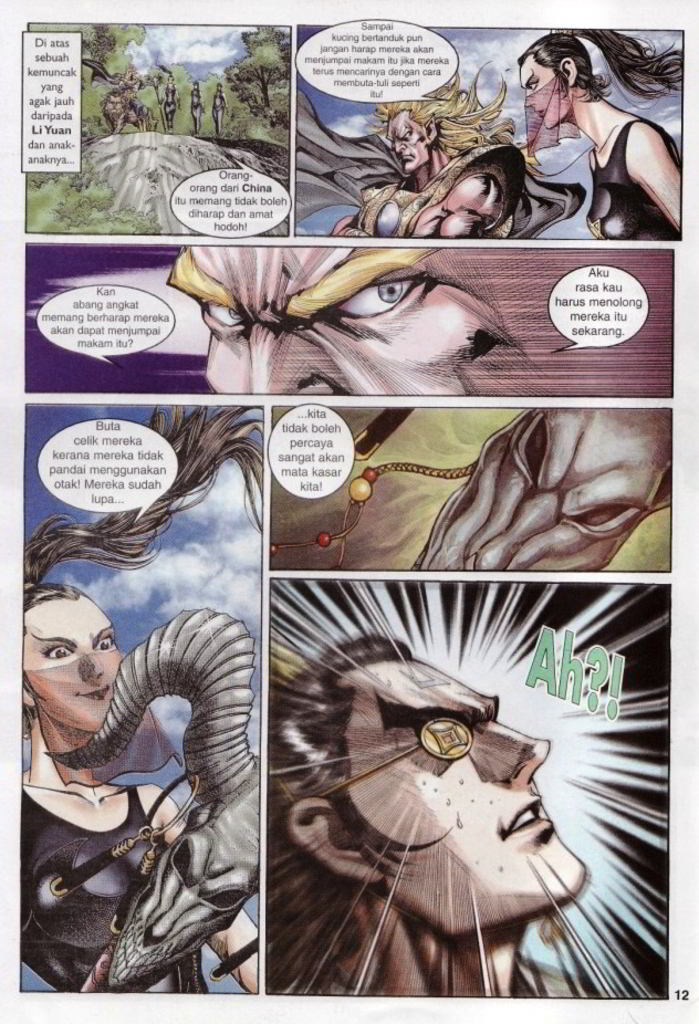 Di atas
sebuah
kemuncak
yang
agak jauh
daripada
Li Yuan
dan anak-
anaknya...
Orang-
orang dari China
itu memang tidak boleh
diharap dan amat
hodoh!
Sampai
kucing bertanduk pun
jangan harap mereka akan
menjumpai makam itu jika mereka
terus mencarinya dengan cara
membuta-tuli seperti
itu!
Kan
abang angkat
memang berharap mereka
akan dapat menjumpai
makam itu?
Aku
rasa kau
harus menolong
mereka itu
sekarang.
Buta
celik mereka
kerana mereka tidak
pandai menggunakan
otak! Mereka sudah
lupa...
...kita
tidak boleh
percaya
sangat akan
mata kasar
kita!
Ah?!
12